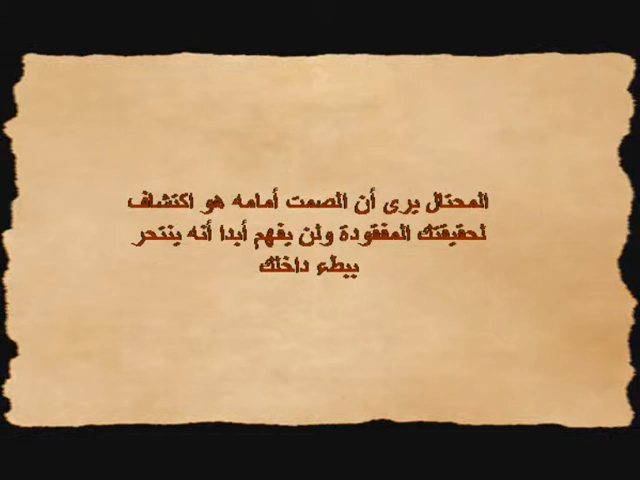 المحتال يرى أن الصمت أمامه هو اكتشاف
لحقيقتك المفقودة ولن يفهم أبدا أنه ينتحر
ببطء داخلك